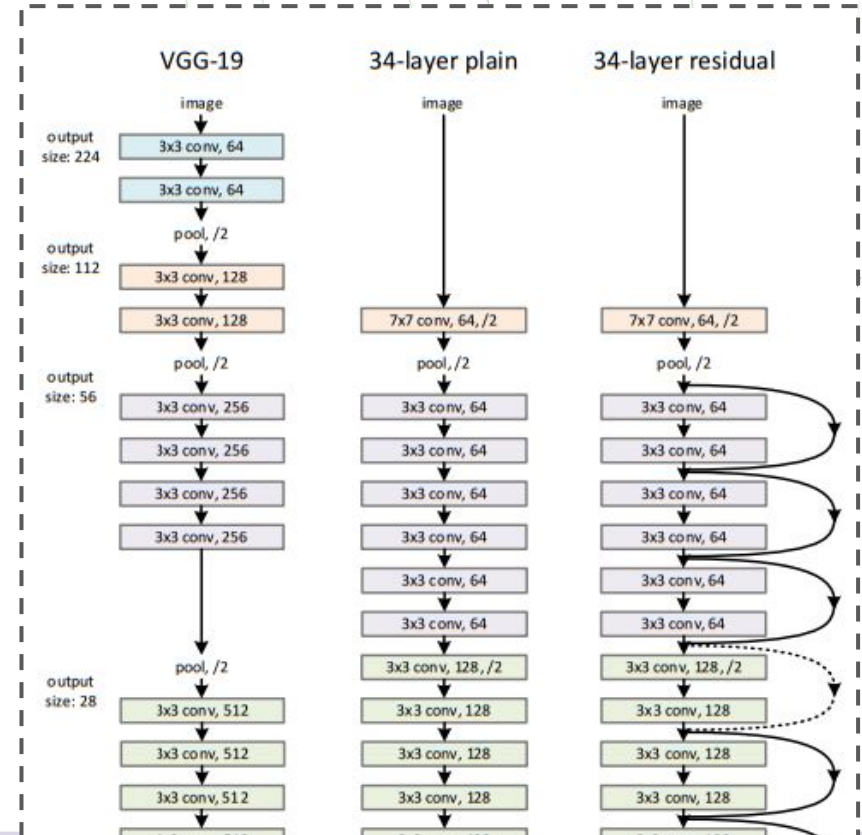 VGG-19
34-layer plain
34-layer residual
image
image
image
output
size: 224
3x3 conv, 64
3x3 conv, 64
pool, /2
output
size: 112
3x3 conv, 128
3x3 conv, 128
7x7 conv, 64, /2
7x7 conv, 64, /2
pool, /2
pool, /2
pool, /2
output
size: 56
3x3 conv, 256
3x3 conv, 64
3x3 conv, 64
3x3 conv, 256
3x3 conv, 64
3x3 conv, 64
3x3 conv, 256
3x3 conv, 64
3x3 conv, 64
3x3 conv, 256
3x3 conv, 64
3x3 conv, 64
3x3 conv, 64
3x3 conv, 64
3x3 conv, 64
3x3 conv, 64
pool, /2
3x3 conv, 128, /2
3x3 conv, 128, /2
output
size: 28
3x3 conv, 512
3x3 conv, 128
3x3 conv, 128
3x3 conv, 512
3x3 conv, 128
3x3 conv, 128
3x3 conv, 512
3x3 conv, 128
3x3 conv, 128